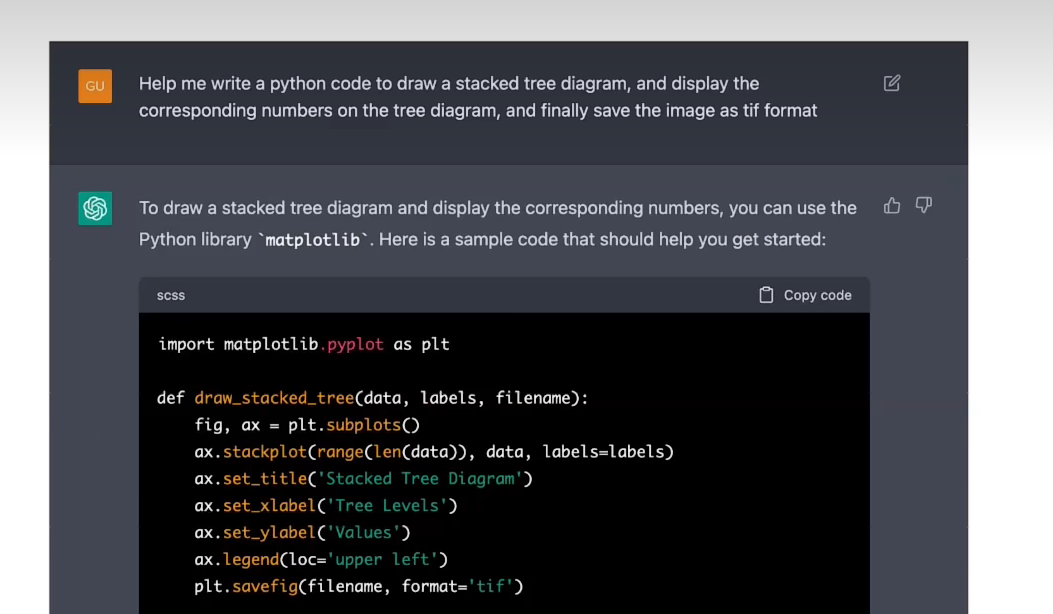 GU
Help me write a python code to draw a stacked tree diagram, and display the
corresponding numbers on the tree diagram, and finally save the image as tif format
To draw a stacked tree diagram and display the corresponding numbers, you can use the
Python library `matplotlib`. Here is a sample code that should help you get started:
scss Copy code
import matplotlib.pyplot as plt
def draw_stacked_tree(data, labels, filename):
    fig, ax = plt.subplots()
    ax.stackplot(range(len(data)), data, labels=labels)
    ax.set_title('Stacked Tree Diagram')
    ax.set_xlabel('Tree Levels')
    ax.set_ylabel('Values')
    ax.legend(loc='upper left')
    plt.savefig(filename, format='tif')